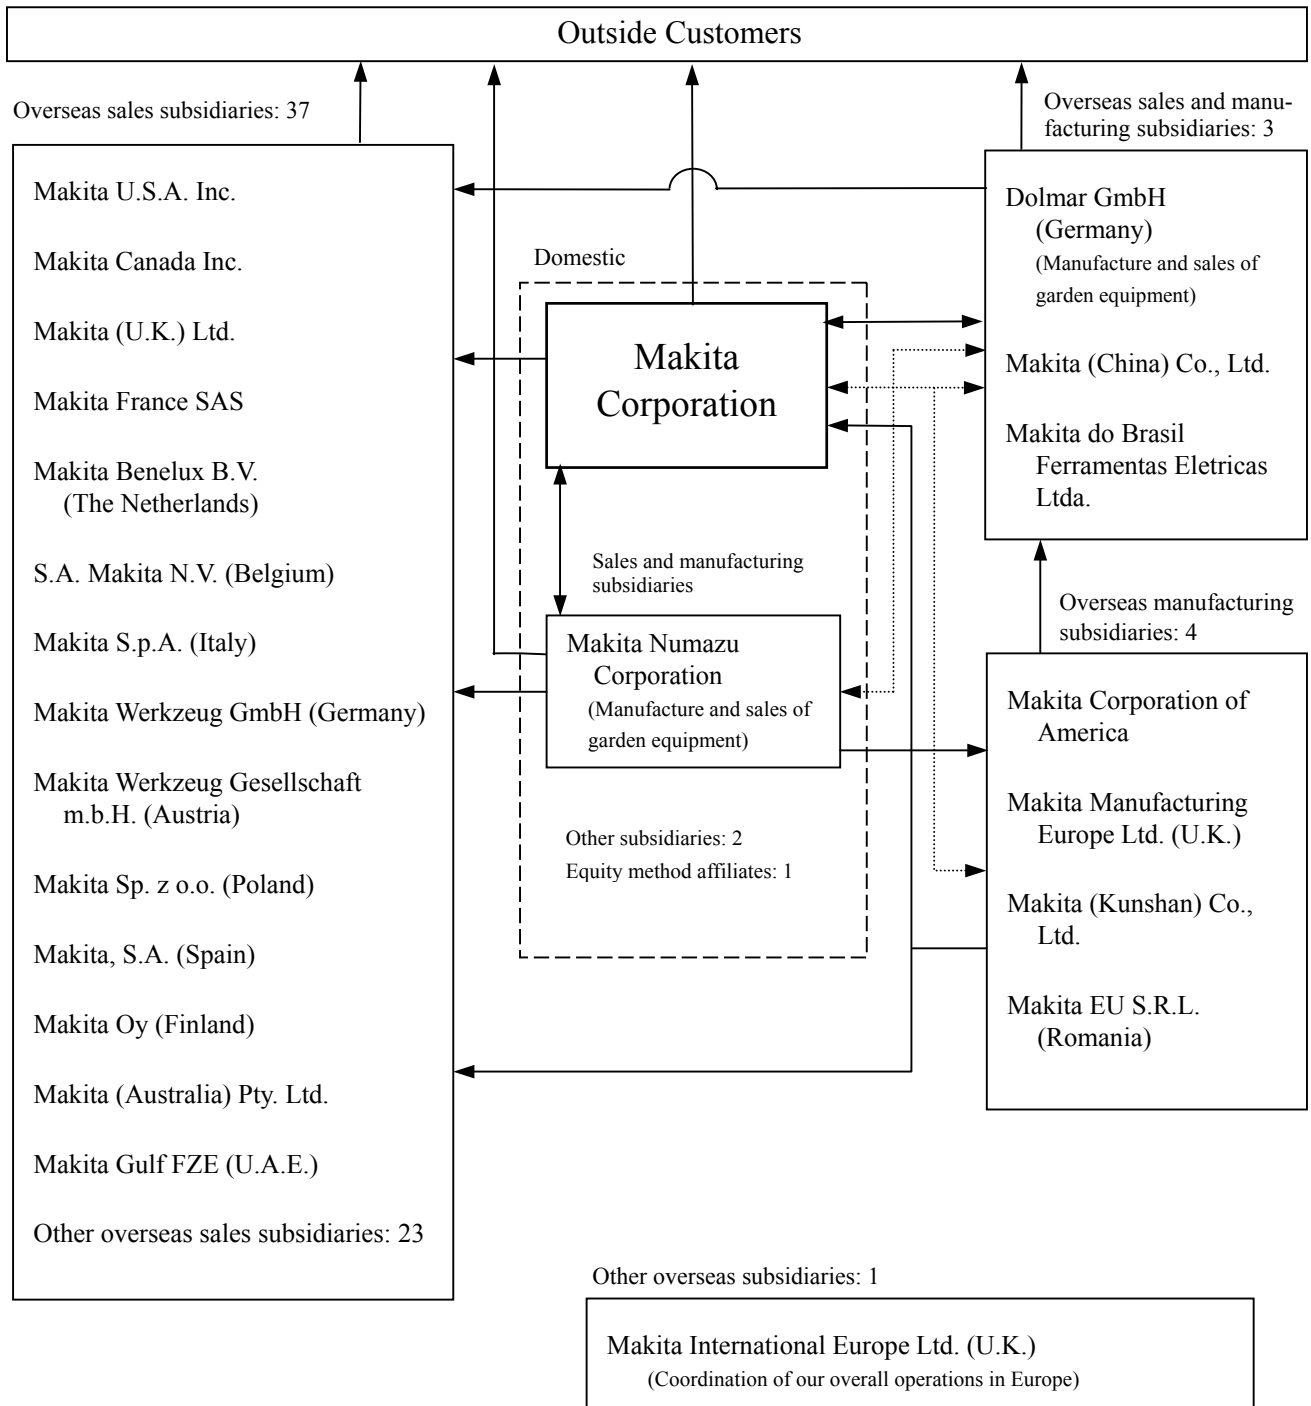 Outside Customers
Overseas sales subsidiaries: 37
Makita U.S.A. Inc.
Makita Canada Inc.
Makita (U.K.) Ltd.
Makita France SAS
Makita Benelux B.V.
(The Netherlands)
S.A. Makita N.V. (Belgium)
Makita S.p.A. (Italy)
Makita Werkzeug GmbH (Germany)
Makita Werkzeug Gesellschaft
m.b.H. (Austria)
Makita Sp. z o.o. (Poland)
Makita, S.A. (Spain)
Makita Oy (Finland)
Makita (Australia) Pty. Ltd.
Makita Gulf FZE (U.A.E.)
Other overseas sales subsidiaries: 23
Domestic
Makita
Corporation
Sales and manufacturing
subsidiaries
Makita Numazu
Corporation
(Manufacture and sales of
garden equipment)
Other subsidiaries: 2
Equity method affiliates: 1
Overseas sales and manu-
facturing subsidiaries: 3
Dolmar GmbH
(Germany)
(Manufacture and sales of
garden equipment)
Makita (China) Co., Ltd.
Makita do Brasil
Ferramentas Eletricas
Ltda.
Overseas manufacturing
subsidiaries: 4
Makita Corporation of
America
Makita Manufacturing
Europe Ltd. (U.K.)
Makita (Kunshan) Co.,
Ltd.
Makita EU S.R.L.
(Romania)
Other overseas subsidiaries: 1
Makita International Europe Ltd. (U.K.)
(Coordination of our overall operations in Europe)